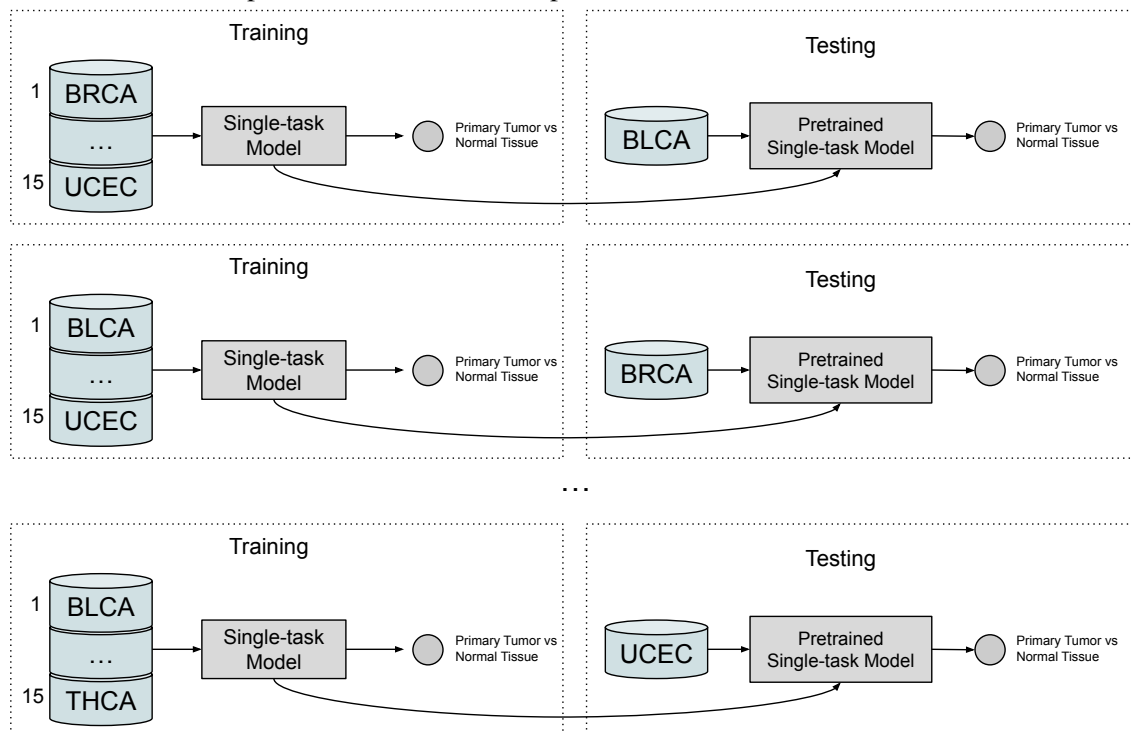 Training
Testing
1
BRCA
...
15
UCEC
Single-task
Model
Primary Tumor vs
Normal Tissue
BLCA
Pretrained
Single-task Model
Primary Tumor vs
Normal Tissue
Training
Testing
1
BLCA
...
15
UCEC
Single-task
Model
Primary Tumor vs
Normal Tissue
BRCA
Pretrained
Single-task Model
Primary Tumor vs
Normal Tissue
...
Training
Testing
1
BLCA
...
15
THCA
Single-task
Model
Primary Tumor vs
Normal Tissue
UCEC
Pretrained
Single-task Model
Primary Tumor vs
Normal Tissue